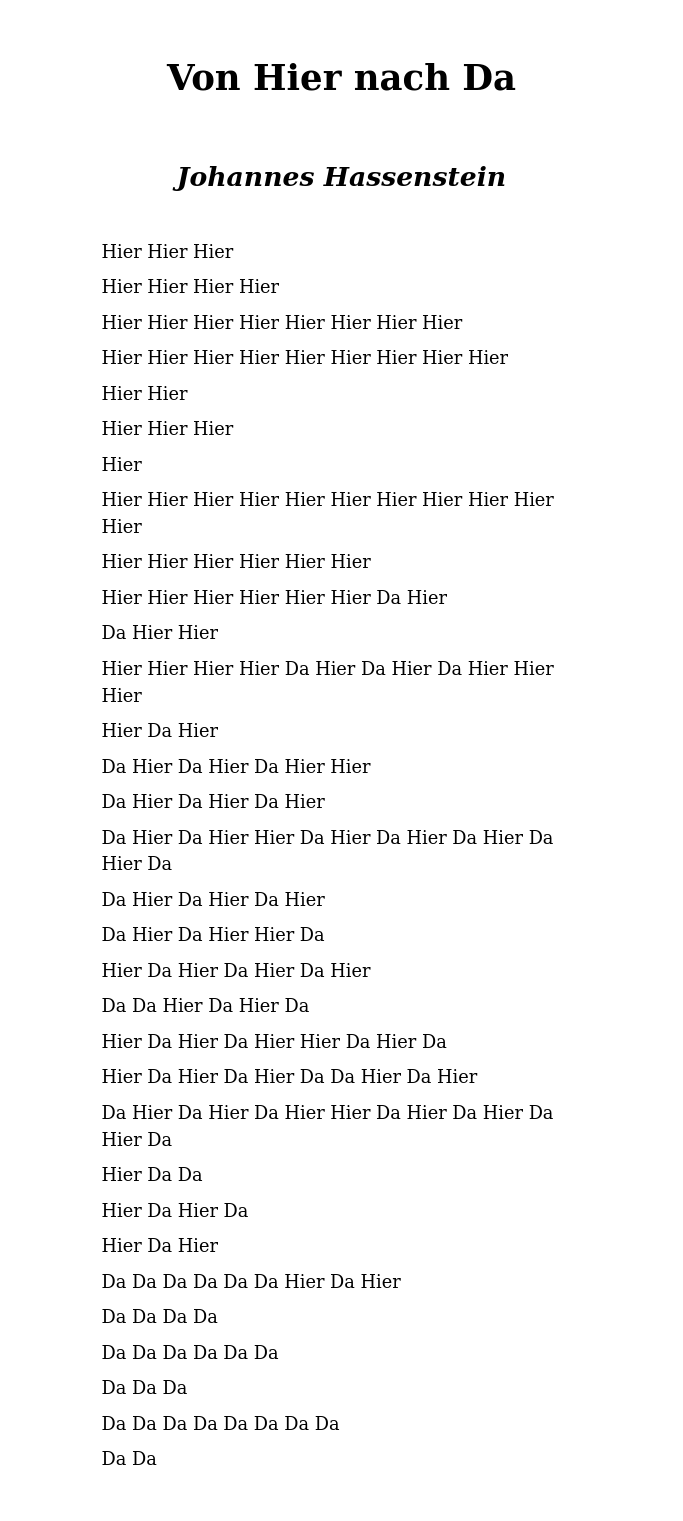 Von Hier nach Da
Johannes Hassenstein
Hier Hier Hier
Hier Hier Hier Hier
Hier Hier Hier Hier Hier Hier Hier Hier
Hier Hier Hier Hier Hier Hier Hier Hier Hier
Hier Hier
Hier Hier Hier
Hier
Hier Hier Hier Hier Hier Hier Hier Hier Hier Hier
Hier
Hier Hier Hier Hier Hier Hier
Hier Hier Hier Hier Hier Hier Da Hier
Da Hier Hier
Hier Hier Hier Hier Da Hier Da Hier Da Hier Hier
Hier
Hier Da Hier
Da Hier Da Hier Da Hier Hier
Da Hier Da Hier Da Hier
Da Hier Da Hier Hier Da Hier Da Hier Da Hier Da
Hier Da
Da Hier Da Hier Da Hier
Da Hier Da Hier Hier Da
Hier Da Hier Da Hier Da Hier
Da Da Hier Da Hier Da
Hier Da Hier Da Hier Hier Da Hier Da
Hier Da Hier Da Hier Da Da Hier Da Hier
Da Hier Da Hier Da Hier Hier Da Hier Da Hier Da
Hier Da
Hier Da Da
Hier Da Hier Da
Hier Da Hier
Da Da Da Da Da Da Hier Da Hier
Da Da Da Da
Da Da Da Da Da Da
Da Da Da
Da Da Da Da Da Da Da Da
Da Da